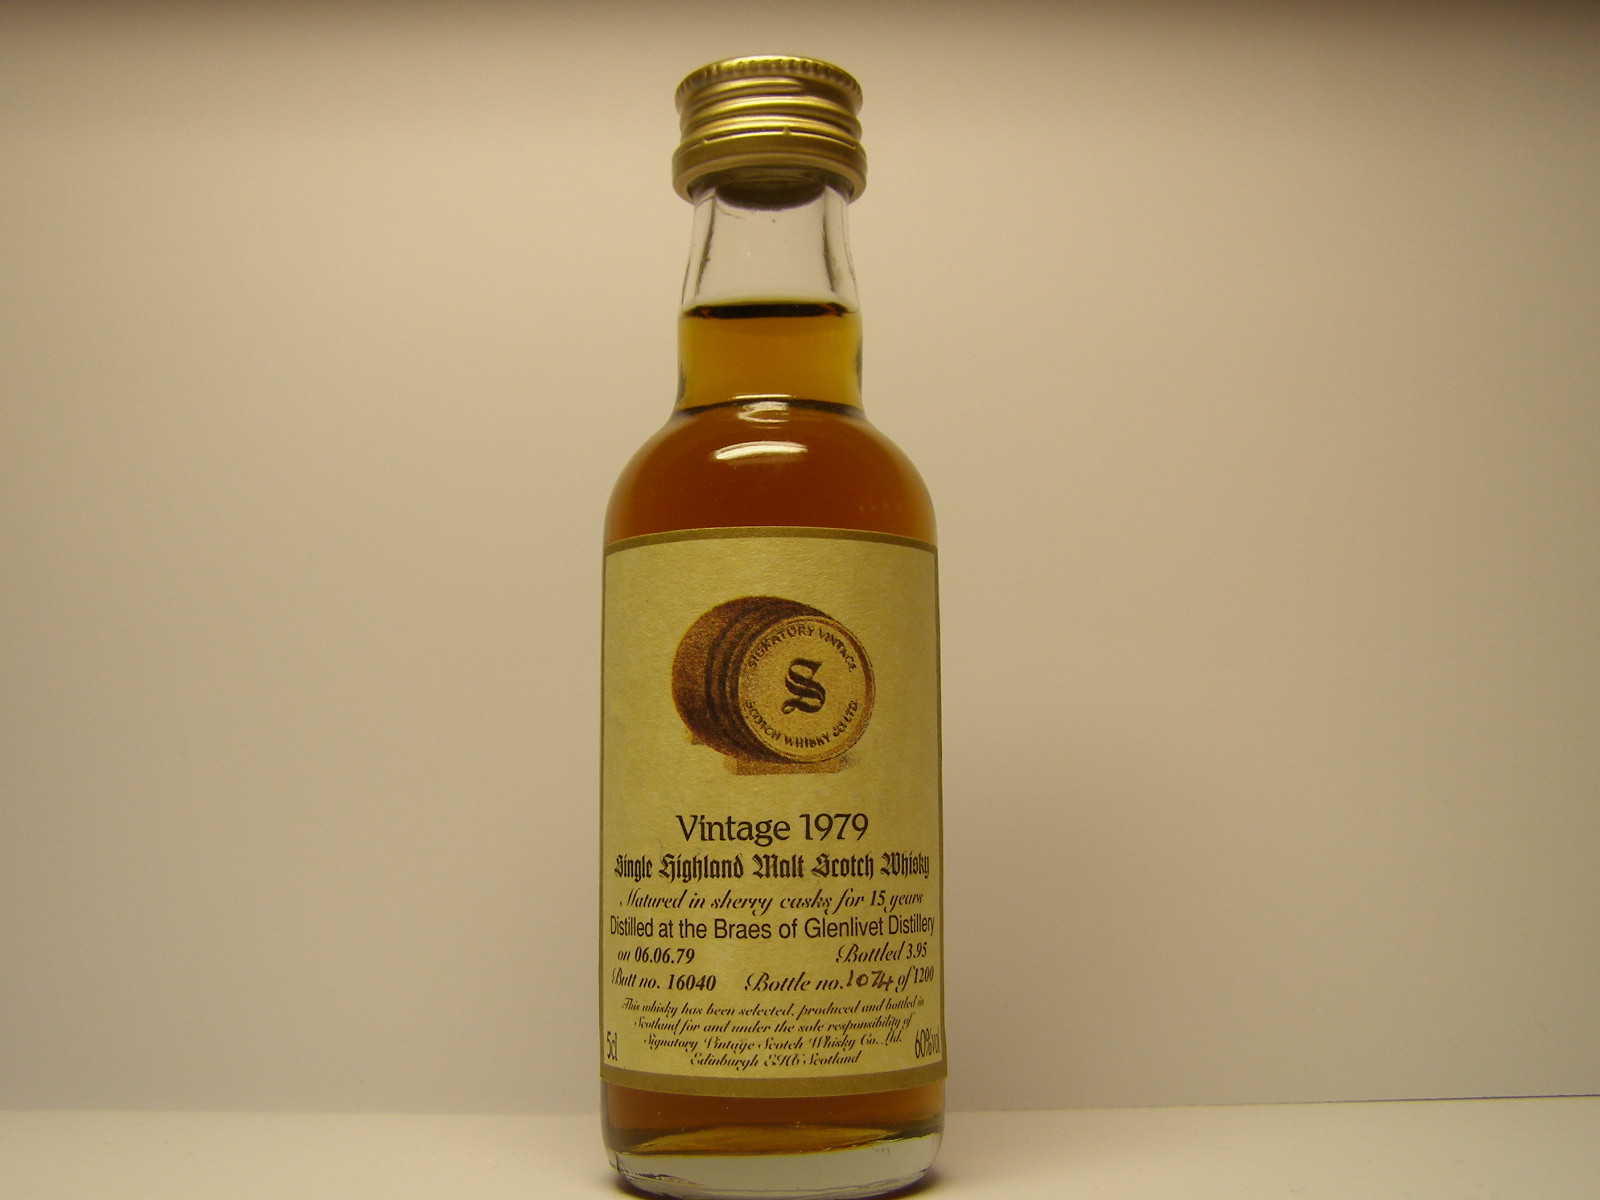 SIGNATORY VINTAGE
S
SCOTCH WHISKY CO LTD.
Vintage 1979
Single Highland Malt Scotch Whisky
Matured in sherry casks for 15 years
Distilled at the Braes of Glenlivet Distillery
on 06.06.79 Bottled 3.95
Butt no. 16040 Bottle no. 1074 of 1200
This whisky has been selected, produced and bottled in
Scotland for and under the sole responsibility of
Signatory Vintage Scotch Whisky Co. Ltd.
Edinburgh EH6 Scotland
5cl 60%vol